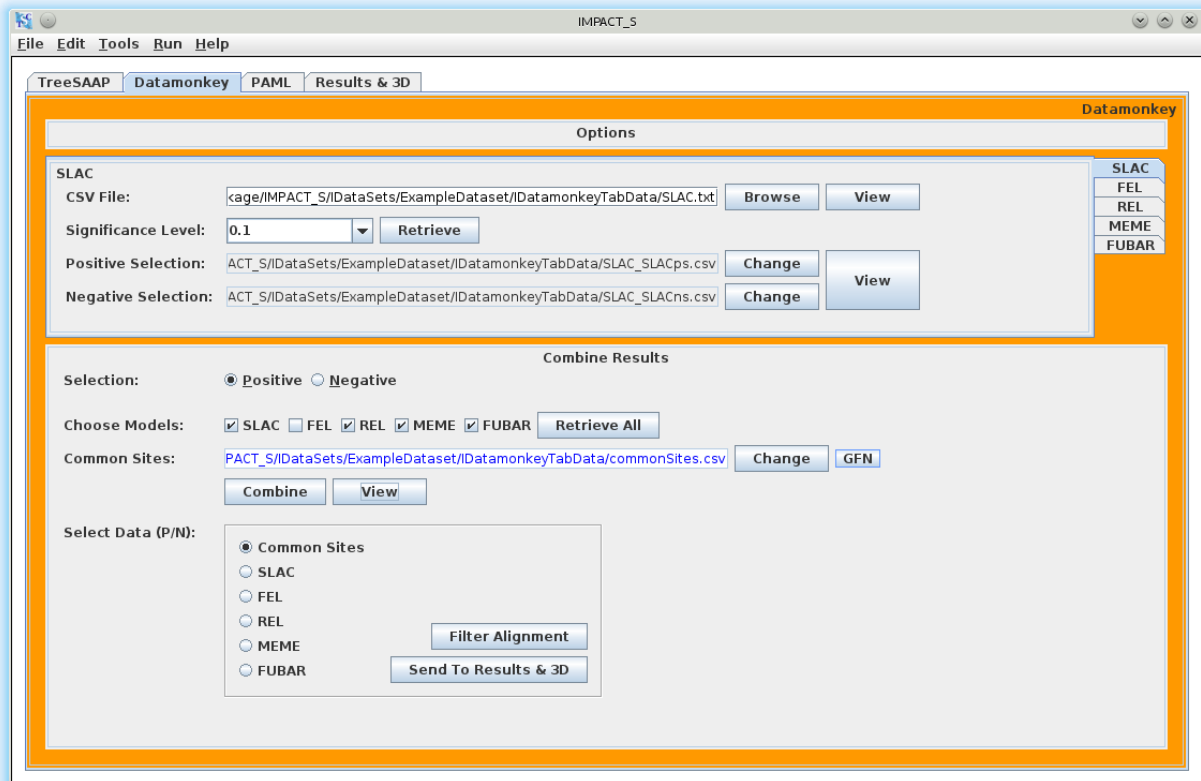 IMPACT_S
File Edit Tools Run Help
TreeSAAP Datamonkey PAML Results & 3D
Datamonkey
Options
SLAC
CSV File: kage/IMPACT_S/IDataSets/ExampleDataset/IDatamonkeyTabData/SLAC.txt Browse View
Significance Level: 0.1 Retrieve
Positive Selection: ACT_S/IDataSets/ExampleDataset/IDatamonkeyTabData/SLAC_SLACps.csv Change
View
Negative Selection: ACT_S/IDataSets/ExampleDataset/IDatamonkeyTabData/SLAC_SLACns.csv Change
SLAC
FEL
REL
MEME
FUBAR
Combine Results
Selection: Positive Negative
Choose Models: SLAC FEL REL MEME FUBAR Retrieve All
Common Sites: PACT_S/IDataSets/ExampleDataset/IDatamonkeyTabData/commonSites.csv Change GFN
Combine View
Select Data (P/N):
Common Sites
SLAC
FEL
REL
MEME
FUBAR
Filter Alignment
Send To Results & 3D